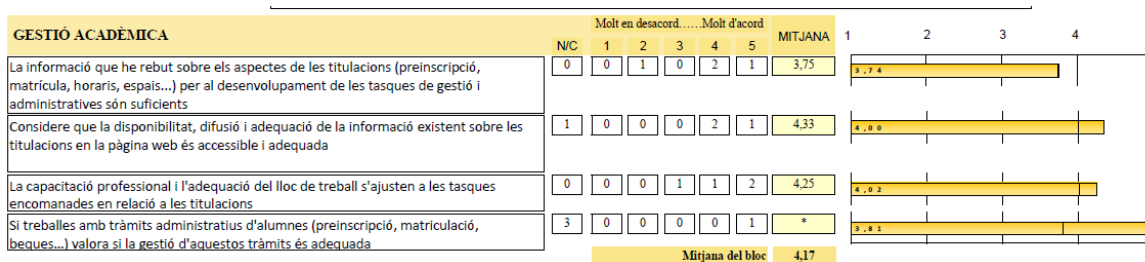 Molt en desacord......Molt d'acord
GESTIÓ ACADÈMICA N/C 1 2 3 4 5 MITJANA 1 2 3 4
La informació que he rebut sobre els aspectes de les titulacions (preinscripció, 0 0 1 0 2 1 3,75 3,74
matrícula, horaris, espais...) per al desenvolupament de les tasques de gestió i
administratives són suficients
Considere que la disponibilitat, difusió i adequació de la informació existent sobre les 1 0 0 0 2 1 4,33 4,00
titulacions en la pàgina web és accessible i adequada
La capacitació professional i l'adequació del lloc de treball s'ajusten a les tasques 0 0 0 1 1 2 4,25 4,02
encomanades en relació a les titulacions
Si treballes amb tràmits administratius d'alumnes (preinscripció, matriculació, 3 0 0 0 0 1 * 3,81
beques...) valora si la gestió d'aquestos tràmits és adequada
Mitjana del bloc 4,17